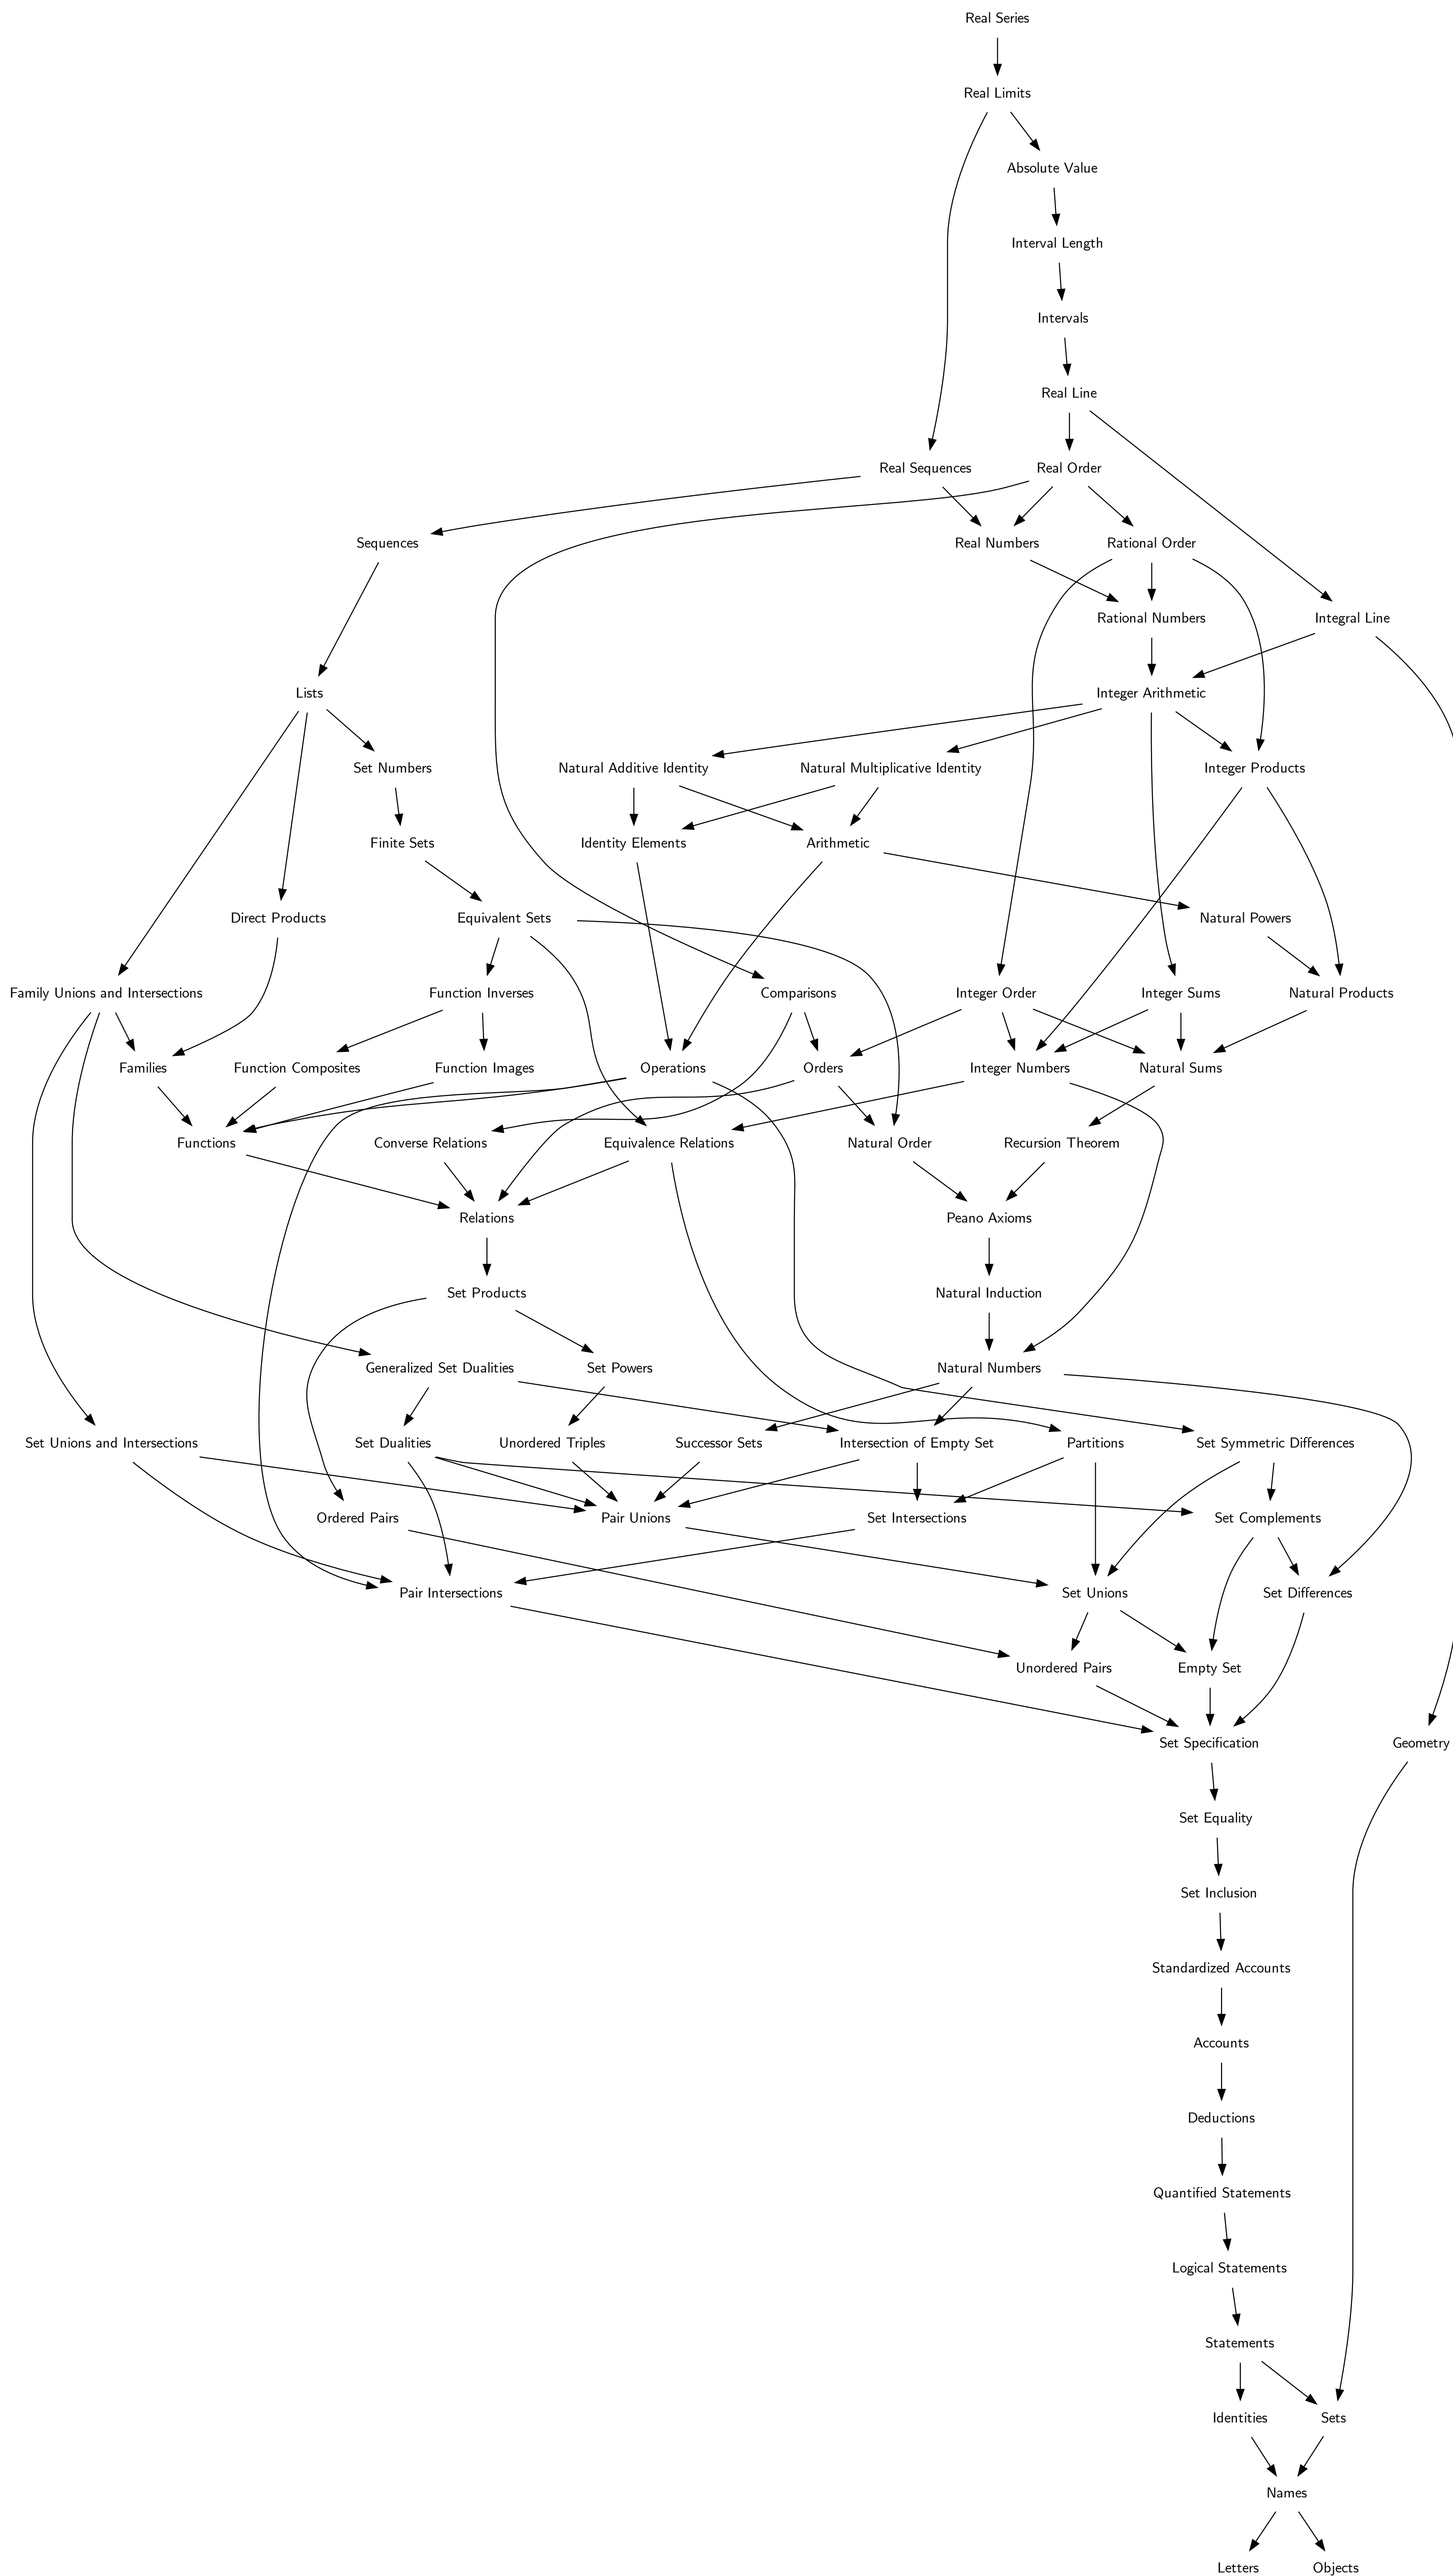 Real Series
Real Limits
Absolute Value
Interval Length
Intervals
Real Line
Real Sequences
Real Order
Sequences
Real Numbers
Rational Order
Rational Numbers
Integral Line
Lists
Integer Arithmetic
Set Numbers
Natural Additive Identity
Natural Multiplicative Identity
Integer Products
Finite Sets
Identity Elements
Arithmetic
Direct Products
Equivalent Sets
Natural Powers
Family Unions and Intersections
Function Inverses
Comparisons
Integer Order
Integer Sums
Natural Products
Families
Function Composites
Function Images
Operations
Orders
Integer Numbers
Natural Sums
Functions
Converse Relations
Equivalence Relations
Natural Order
Recursion Theorem
Relations
Peano Axioms
Set Products
Natural Induction
Generalized Set Dualities
Set Powers
Natural Numbers
Set Unions and Intersections
Set Dualities
Unordered Triples
Successor Sets
Intersection of Empty Set
Partitions
Set Symmetric Differences
Ordered Pairs
Pair Unions
Set Intersections
Set Complements
Pair Intersections
Set Unions
Set Differences
Unordered Pairs
Empty Set
Set Specification
Geometry
Set Equality
Set Inclusion
Standardized Accounts
Accounts
Deductions
Quantified Statements
Logical Statements
Statements
Identities
Sets
Names
Letters
Objects